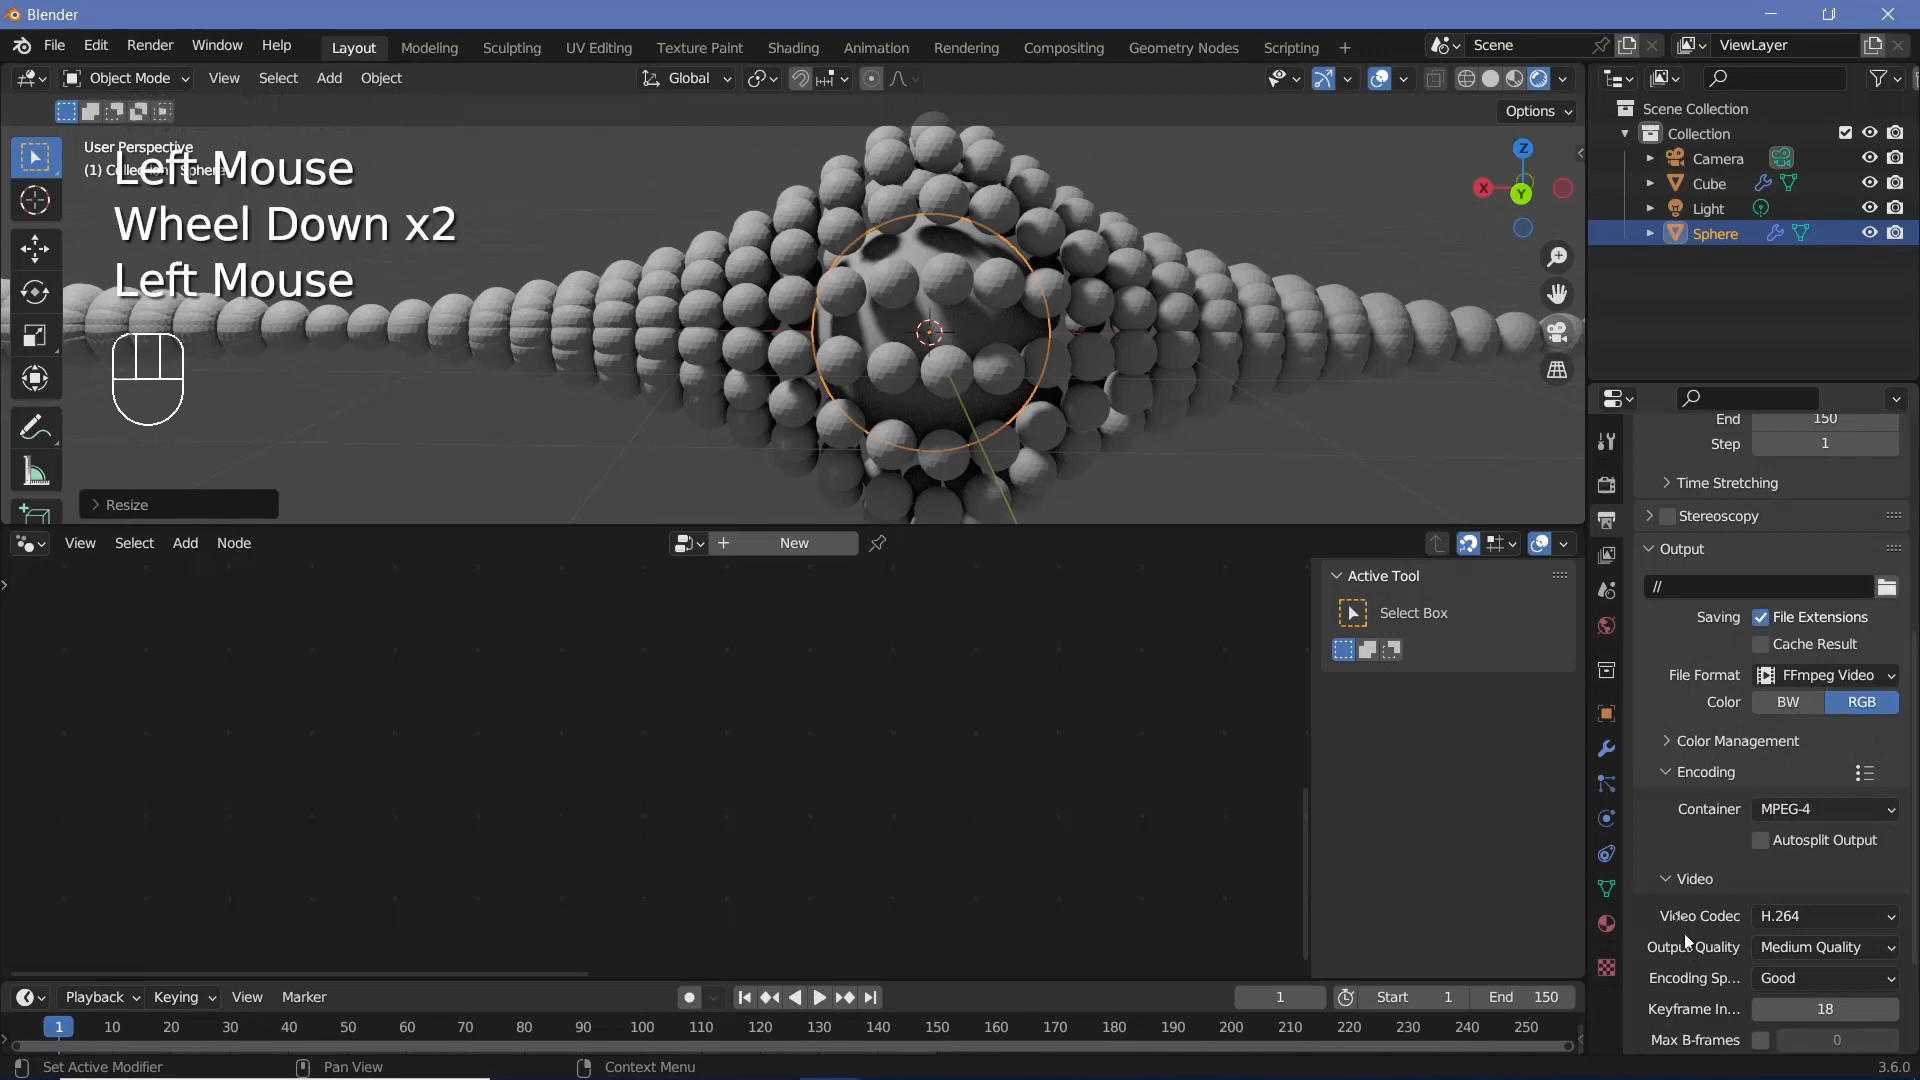 Blender
File Edit Render Window Help Layout Modeling Sculpting UV Editing Texture Paint Shading Animation Rendering Compositing Geometry Nodes Scripting + Scene ViewLayer
Object Mode View Select Add Object Global
Options
User Perspective
Left Mouse
Wheel Down x2
Left Mouse
Z
X
Y
Resize
Scene Collection
Collection
Camera
Cube
Light
Sphere
End 150
Step 1
Time Stretching
Stereoscopy
Output
//
Saving File Extensions
Cache Result
File Format FFmpeg Video
Color BW RGB
Color Management
Encoding
Container MPEG-4
Autosplit Output
Video
Video Codec H.264
Output Quality Medium Quality
Encoding Sp... Good
Keyframe In... 18
Max B-frames 0
View Select Add Node + New
Active Tool
Select Box
Playback Keying View Marker 1 Start 1 End 150
1 10 20 30 40 50 60 70 80 90 100 110 120 130 140 150 160 170 180 190 200 210 220 230 240 250
Set Active Modifier Pan View Context Menu 3.6.0